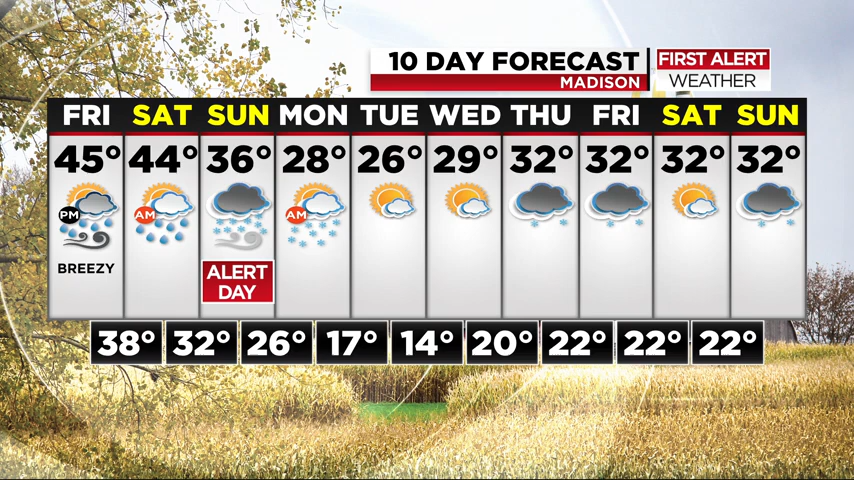 10 DAY FORECAST
MADISON
FIRST ALERT
WEATHER
FRI SAT SUN MON TUE WED THU FRI SAT SUN
45° 44° 36° 28° 26° 29° 32° 32° 32° 32°
PM AM AM
BREEZY
ALERT
DAY
38° 32° 26° 17° 14° 20° 22° 22° 22°